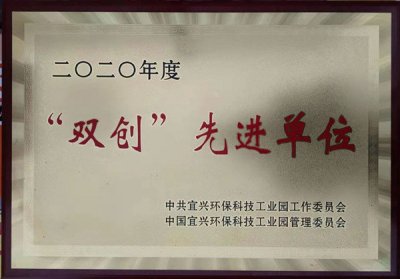 二〇二〇年度
“双创”先进单位
中共宜兴环保科技工业园工作委员会
中国宜兴环保科技工业园管理委员会